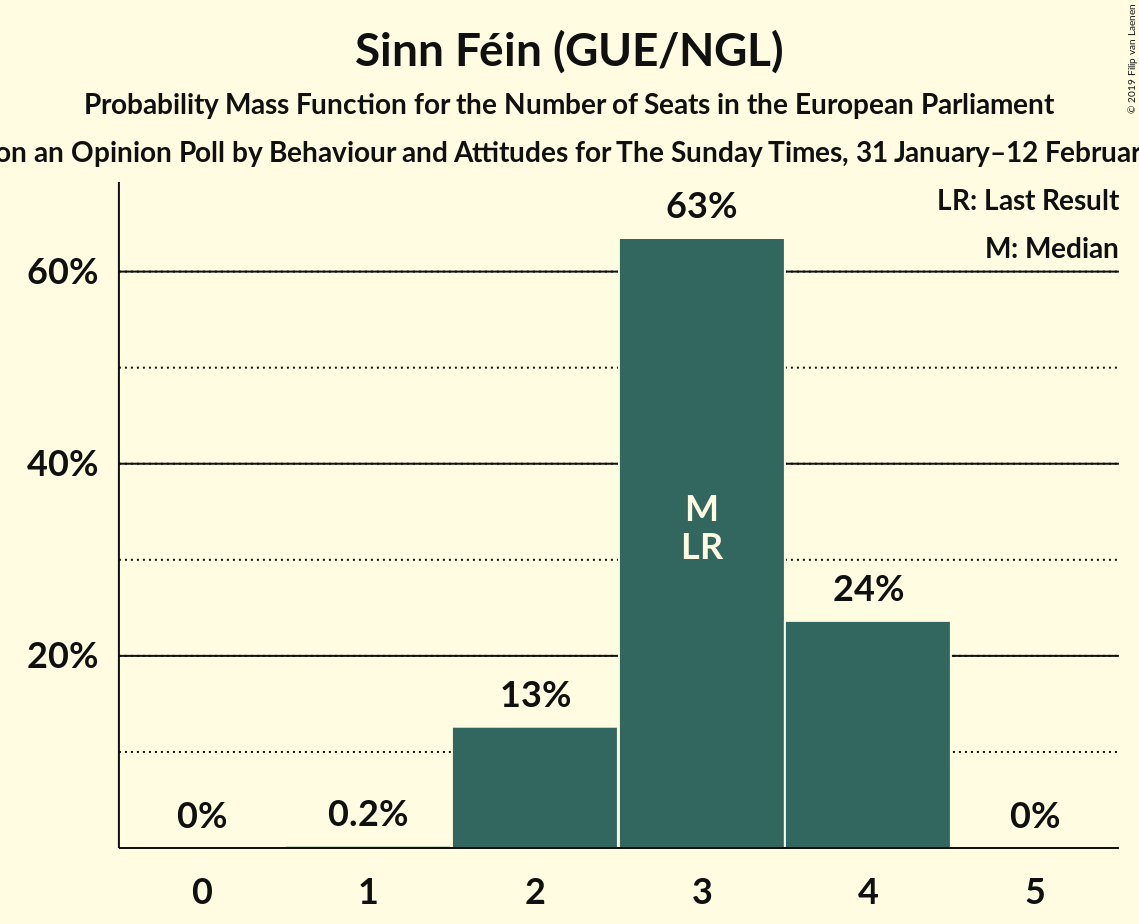 Sinn Féin (GUE/NGL)
Probability Mass Function for the Number of Seats in the European Parliament
on an Opinion Poll by Behaviour and Attitudes for The Sunday Times, 31 January–12 Februar
© 2019 Filip van Laenen
LR: Last Result
M: Median
63%
60%
40%
M
LR
24%
20%
13%
0%
0.2%
0%
0
1
2
3
4
5